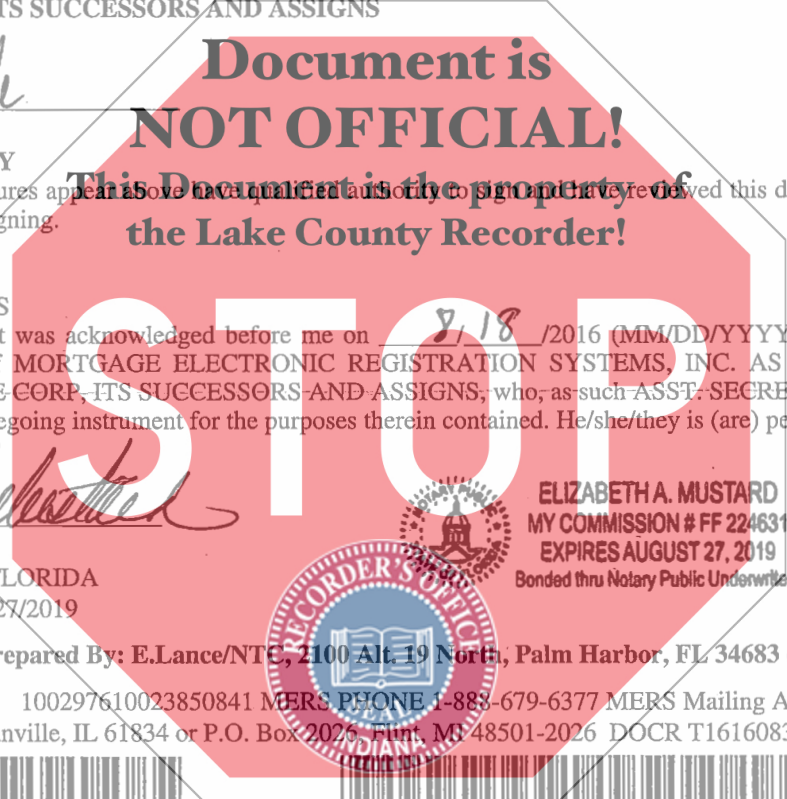 TS SUCCESSORS AND ASSIGNS
Document is
NOT OFFICIAL!
Y
This Document is the property of
ures appear above have qualified authority to sign and have reviewed this d
gning.
the Lake County Recorder!
STOP
S
t was acknowledged before me on 8/18/2016 (MM/DD/YYYY
MORTGAGE ELECTRONIC REGISTRATION SYSTEMS, INC. AS
E CORP, ITS SUCCESSORS AND ASSIGNS, who, as such ASST. SECRE
egoing instrument for the purposes therein contained. He/she/they is (are) pe
ELIZABETH A. MUSTARD
MY COMMISSION # FF 224631
EXPIRES AUGUST 27, 2019
Bonded thru Notary Public Underwrite
LORIDA
27/2019
RECORDER'S OFFICE
SEAL
INDIANA
repared By: E.Lance/NTC, 2100 Alt. 19 North, Palm Harbor, FL 34683
100297610023850841 MERS PHONE 1-888-679-6377 MERS Mailing A
nville, IL 61834 or P.O. Box 2026, Flint, MI 48501-2026 DOCR T1616083